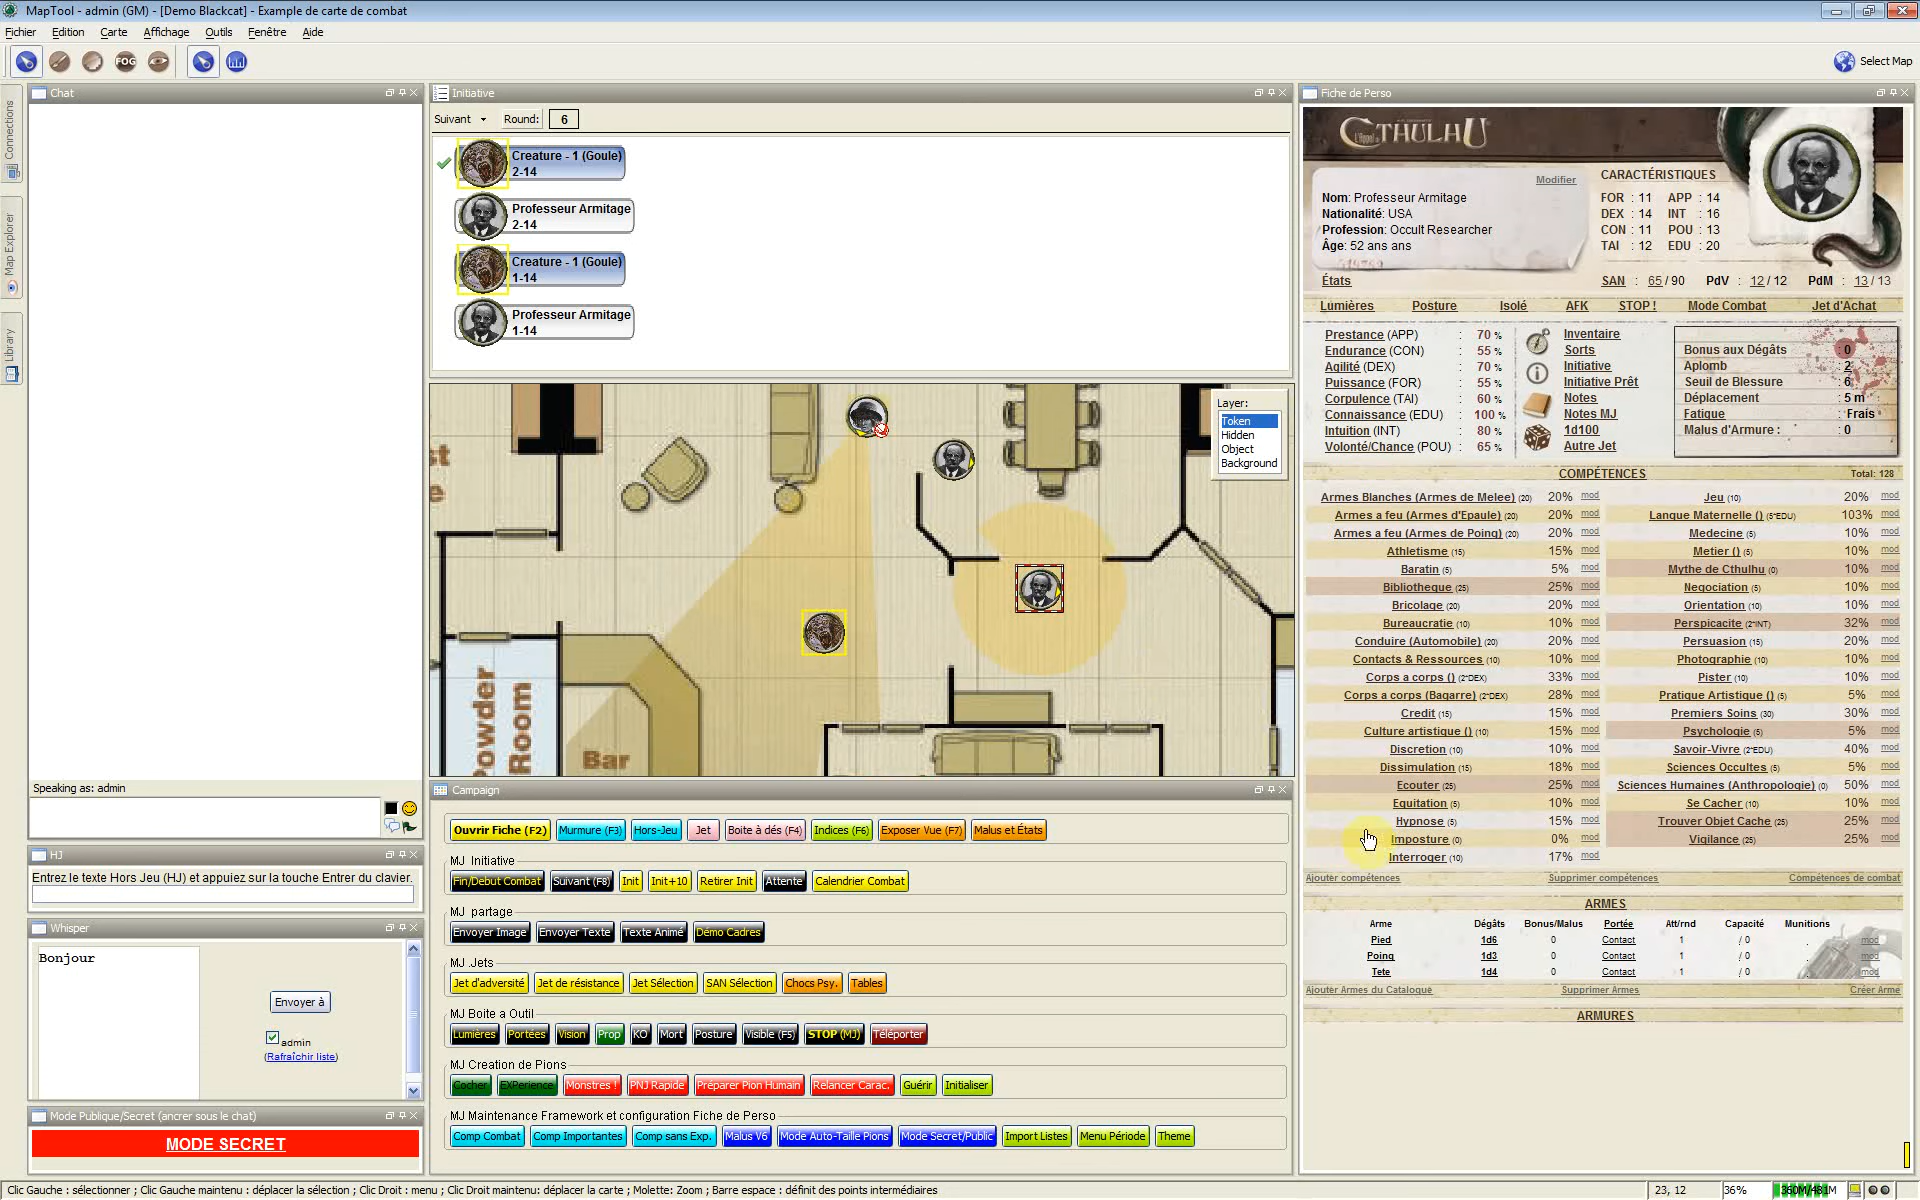 MapTool - admin (GM) - [Demo Blackcat] - Example de carte de combat
Fichier Edition Carte Affichage Outils Fenêtre Aide
FOG
Select Map
Connections
Map Explorer
Library
Chat
Speaking as: admin
HJ
Entrez le texte Hors Jeu (HJ) et appuiez sur la touche Entrer du clavier.
Whisper
Bonjour
Envoyer à
admin
(Rafraîchir liste)
Mode Publique/Secret (ancrer sous le chat)
MODE SECRET
Initiative
Suivant Round: 6
Creature - 1 (Goule)
2-14
Professeur Armitage
2-14
Creature - 1 (Goule)
1-14
Professeur Armitage
1-14
Layer:
Token
Hidden
Object
Background
Powder
Room
Bar
Campaign
Ouvrir Fiche (F2) Murmure (F3) Hors-Jeu Jet Boite à dés (F4) Indices (F6) Exposer Vue (F7) Malus et États
MJ Initiative
Fin/Debut Combat Suivant (F8) Init Init+10 Retirer Init Attente Calendrier Combat
MJ partage
Envoyer Image Envoyer Texte Texte Animé Démo Cadres
MJ .Jets
Jet d'adversité Jet de résistance Jet Sélection SAN Sélection Chocs Psy. Tables
MJ Boite a Outil
Lumières Portées Vision Prop KO Mort Posture Visible (F5) STOP (MJ) Téléporter
MJ Creation de Pions
Cocher EXPerience Monstres ! PNJ Rapide Préparer Pion Humain Relancer Carac. Guérir Initialiser
MJ Maintenance Framework et configuration Fiche de Perso
Comp Combat Comp Importantes Comp sans Exp. Malus V6 Mode Auto-Taille Pions Mode Secret/Public Import Listes Menu Période Theme
Fiche de Perso
L'Appel de CTHULHU
Modifier
Nom: Professeur Armitage
Nationalité: USA
Profession: Occult Researcher
Âge: 52 ans ans
États
CARACTÉRISTIQUES
FOR : 11 APP : 14
DEX : 14 INT : 16
CON : 11 POU : 13
TAI : 12 EDU : 20
SAN : 65 / 90 PdV : 12 / 12 PdM : 13 / 13
Lumières Posture Isolé AFK STOP ! Mode Combat Jet d'Achat
Prestance (APP) : 70 %
Endurance (CON) : 55 %
Agilité (DEX) : 70 %
Puissance (FOR) : 55 %
Corpulence (TAI) : 60 %
Connaissance (EDU) : 100 %
Intuition (INT) : 80 %
Volonté/Chance (POU) : 65 %
Inventaire
Sorts
Initiative
Initiative Prêt
Notes
Notes MJ
1d100
Autre Jet
Bonus aux Dégâts : 0
Aplomb : 2
Seuil de Blessure : 6
Déplacement : 5 m
Fatigue : Frais
Malus d'Armure : : 0
COMPÉTENCES Total: 128
Armes Blanches (Armes de Melee) (20) 20% mod Jeu (10) 20% mod
Armes a feu (Armes d'Epaule) (20) 20% mod Langue Maternelle () (5*EDU) 103% mod
Armes a feu (Armes de Poing) (20) 20% mod Medecine (5) 10% mod
Athletisme (15) 15% mod Metier () (5) 10% mod
Baratin (5) 5% mod Mythe de Cthulhu (0) 10% mod
Bibliotheque (25) 25% mod Negociation (5) 10% mod
Bricolage (20) 20% mod Orientation (10) 10% mod
Bureaucratie (10) 10% mod Perspicacite (2*INT) 32% mod
Conduire (Automobile) (20) 20% mod Persuasion (15) 20% mod
Contacts & Ressources (10) 10% mod Photographie (10) 10% mod
Corps a corps () (2*DEX) 33% mod Pister (10) 10% mod
Corps a corps (Bagarre) (2*DEX) 28% mod Pratique Artistique () (5) 5% mod
Credit (15) 15% mod Premiers Soins (30) 30% mod
Culture artistique () (10) 15% mod Psychologie (5) 5% mod
Discretion (10) 10% mod Savoir-Vivre (2*EDU) 40% mod
Dissimulation (15) 18% mod Sciences Occultes (5) 5% mod
Ecouter (25) 25% mod Sciences Humaines (Anthropologie) (0) 50% mod
Equitation (5) 10% mod Se Cacher (10) 10% mod
Hypnose (5) 15% mod Trouver Objet Cache (25) 25% mod
Imposture (0) 0% mod Vigilance (25) 25% mod
Interroger (10) 17% mod
Ajouter compétences Supprimer compétences Compétences de combat
ARMES
Arme Dégâts Bonus/Malus Portée Att/rnd Capacité Munitions
Pied 1d6 0 Contact 1 / 0 . mod
Poing 1d3 0 Contact 1 / 0 . mod
Tete 1d4 0 Contact 1 / 0 . mod
Ajouter Armes du Catalogue Supprimer Armes Créer Arme
ARMURES
Clic Gauche : sélectionner ; Clic Gauche maintenu : déplacer la sélection ; Clic Droit : menu ; Clic Droit maintenu: déplacer la carte ; Molette: Zoom ; Barre espace : définit des points intermédiaires
23, 12 36% 360M/481M